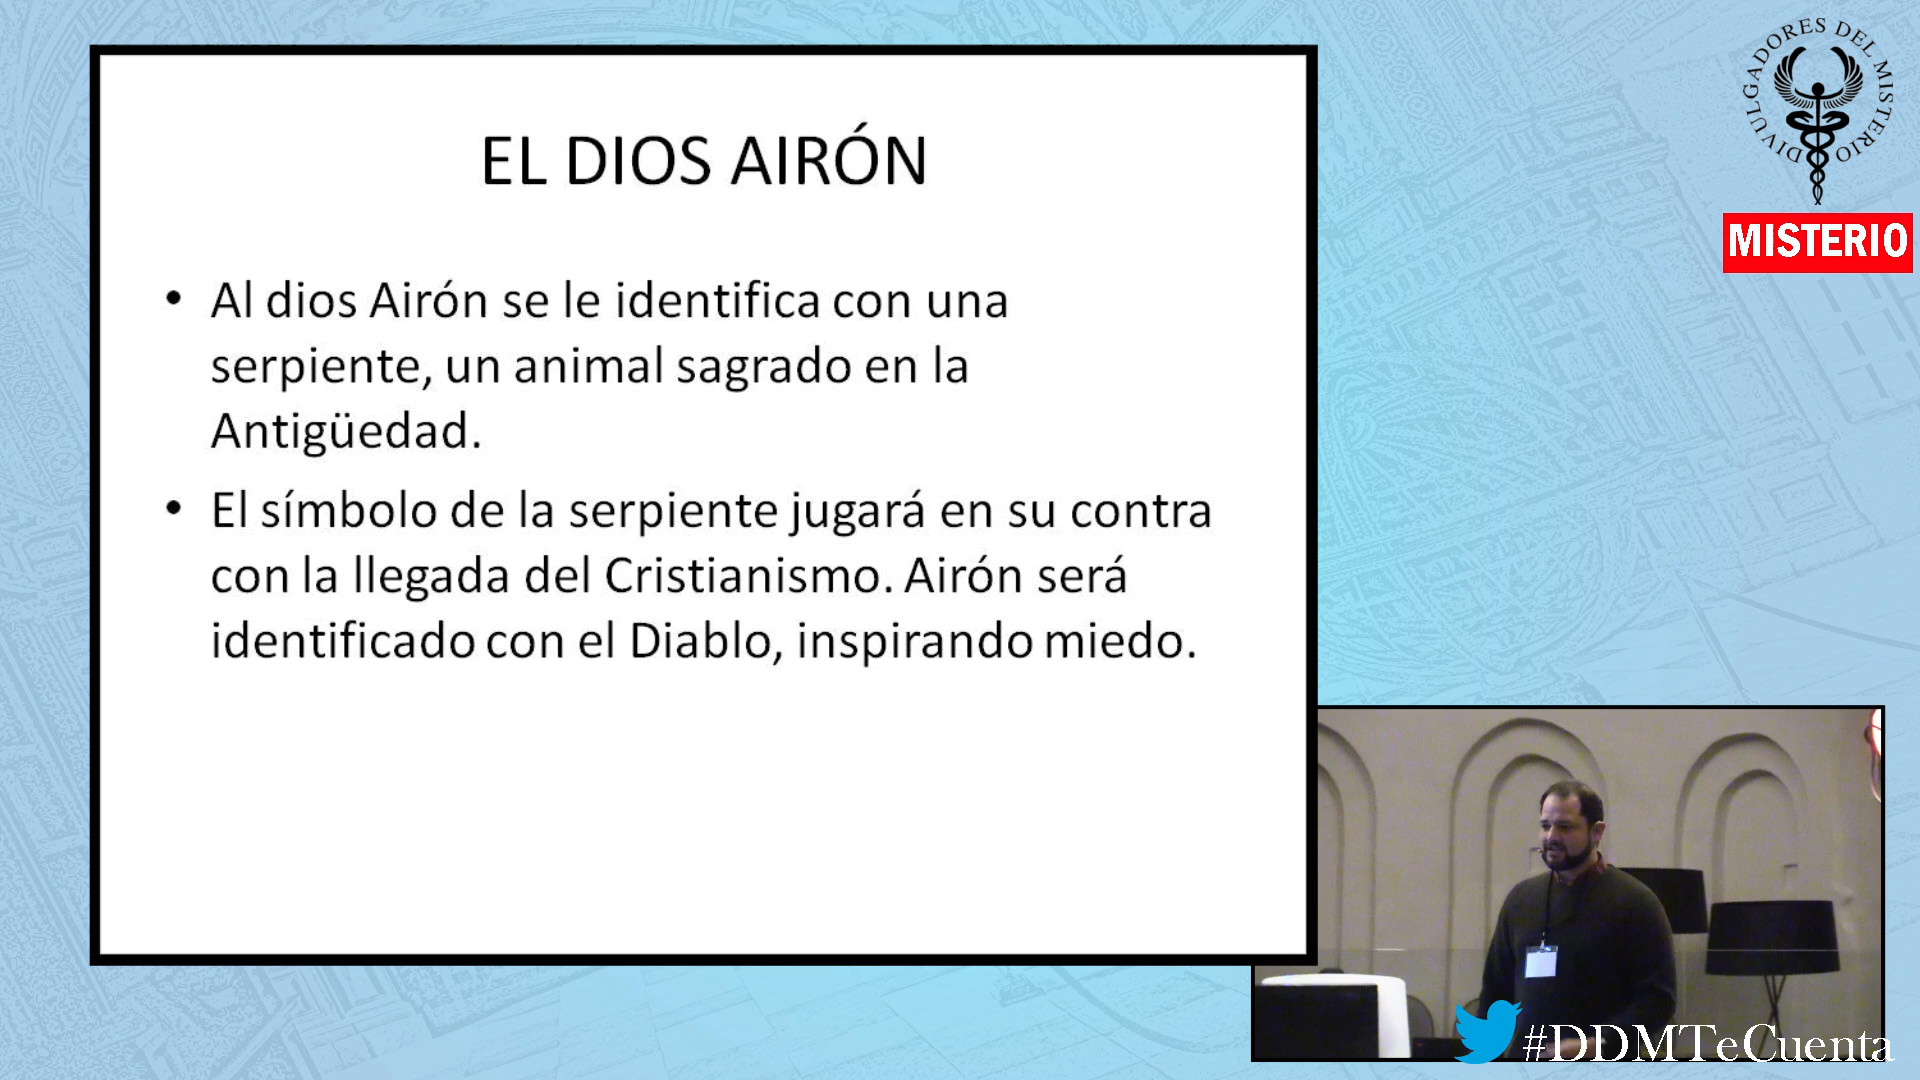 EL DIOS AIRÓN
• Al dios Airón se le identifica con una
serpiente, un animal sagrado en la
Antigüedad.
• El símbolo de la serpiente jugará en su contra
con la llegada del Cristianismo. Airón será
identificado con el Diablo, inspirando miedo.
DIVULGADORES DEL MISTERIO
MISTERIO
#DDMTeCuenta